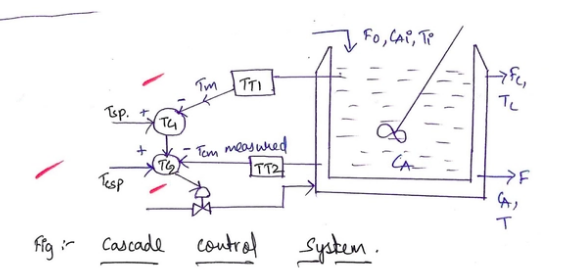 Fo, CAi, Ti
Tm
TT1
Fc,
Tc
Tsp. + -
TC1
+ - Tcm measured
TC2
TT2
Tcsp
CA
F
CA,
T
Fig :- Cascade control system.